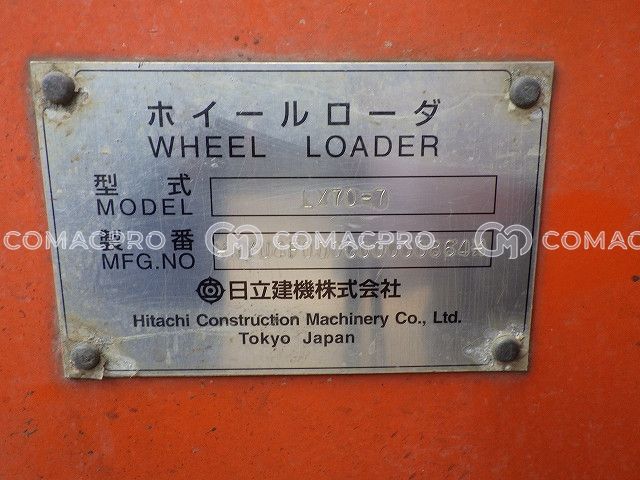 ホイールローダ
WHEEL LOADER
型式
MODEL LX70-7
製番
MFG.NO
日立建機株式会社
Hitachi Construction Machinery Co., Ltd.
Tokyo Japan
COMACPRO COMACPRO COMACPRO